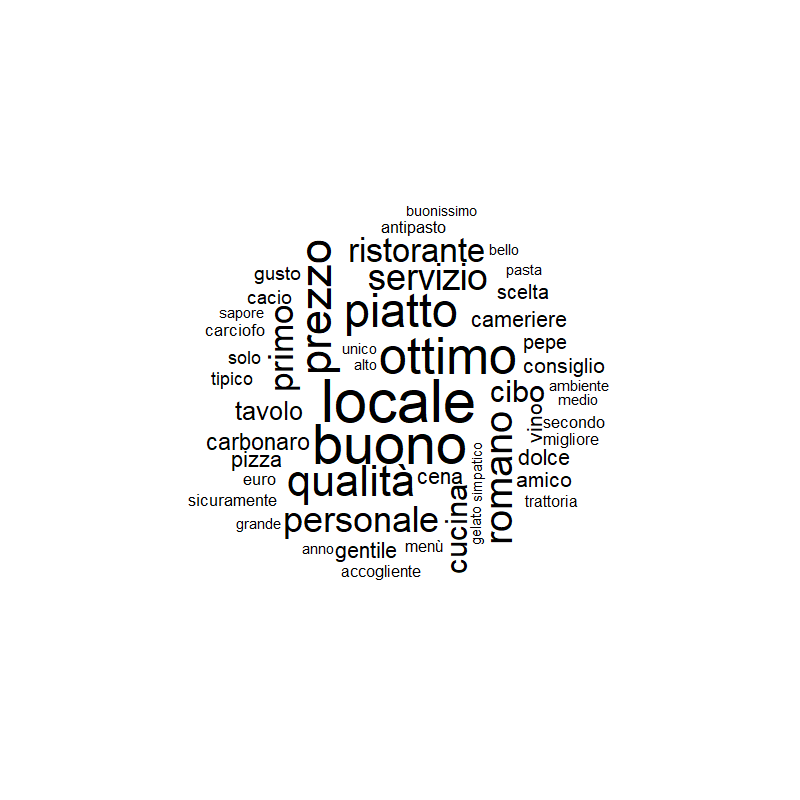 buonissimo
antipasto
ristorante
bello
prezzo
servizio
pasta
gusto
cacio
scelta
piatto
sapore
primo
cameriere
carciofo
pepe
unico
ottimo
solo
alto
consiglio
tipico
locale
cibo
ambiente
medio
tavolo
vino
romano
secondo
buono
carbonaro
migliore
pizza
dolce
qualità
cena
simpatico
euro
amico
sicuramente
cucina
trattoria
grande
personale
gelato
anno
gentile
menù
accogliente